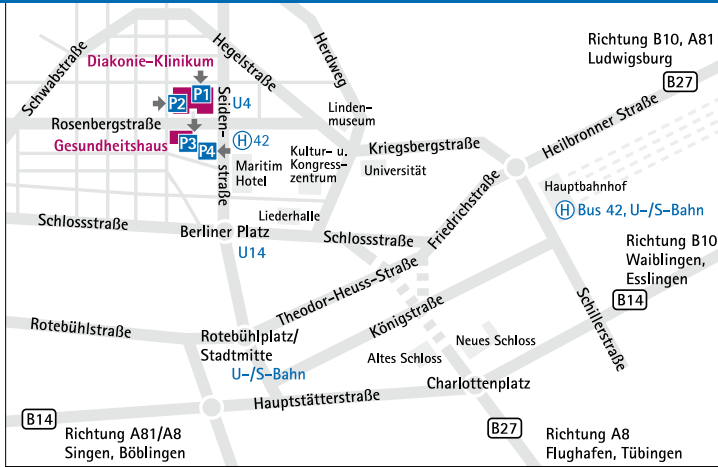 Richtung B10, A81
Ludwigsburg
B27
Schwabstraße
Hegelstraße
Herdweg
Diakonie-Klinikum
P1
P2
U4
Seiden-
straße
Linden-
museum
Heilbronner Straße
Rosenbergstraße
H 42
Gesundheitshaus
P3
P4
Maritim
Hotel
Kultur- u.
Kongress-
zentrum
Kriegsbergstraße
Universität
Hauptbahnhof
H Bus 42, U-/S-Bahn
Friedrichstraße
Schlossstraße
Liederhalle
Berliner Platz
U14
Schlossstraße
Richtung B10
Waiblingen,
Esslingen
B14
Theodor-Heuss-Straße
Königstraße
Schillerstraße
Rotebühlstraße
Rotebühlplatz/
Stadtmitte
U-/S-Bahn
Neues Schloss
Altes Schloss
Charlottenplatz
Hauptstätterstraße
B14
Richtung A81/A8
Singen, Böblingen
B27
Richtung A8
Flughafen, Tübingen